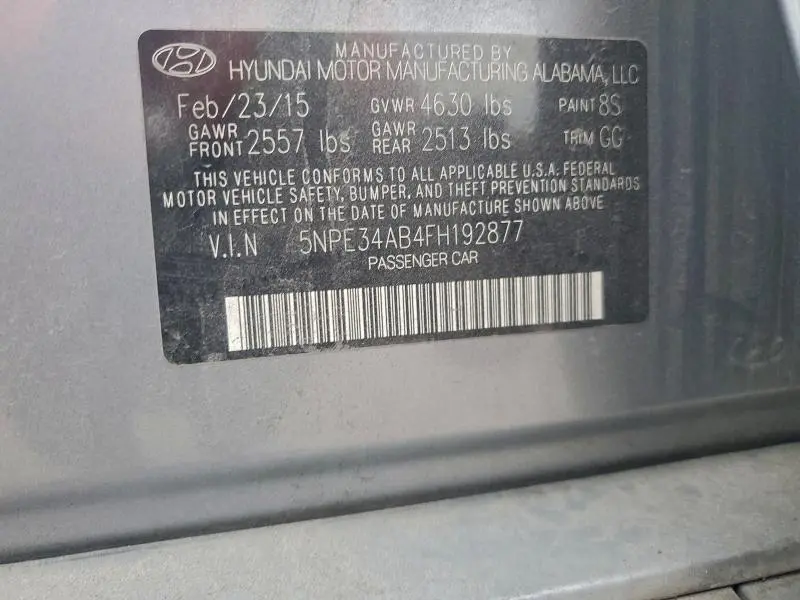 MANUFACTURED BY
HYUNDAI MOTOR MANUFACTURING ALABAMA, LLC
Feb/23/15 GVWR 4630 lbs PAINT 8S
GAWR FRONT 2557 lbs GAWR REAR 2513 lbs TRIM GG
THIS VEHICLE CONFORMS TO ALL APPLICABLE U.S.A. FEDERAL
MOTOR VEHICLE SAFETY, BUMPER, AND THEFT PREVENTION STANDARDS
IN EFFECT ON THE DATE OF MANUFACTURE SHOWN ABOVE
V.I.N 5NPE34AB4FH192877
PASSENGER CAR